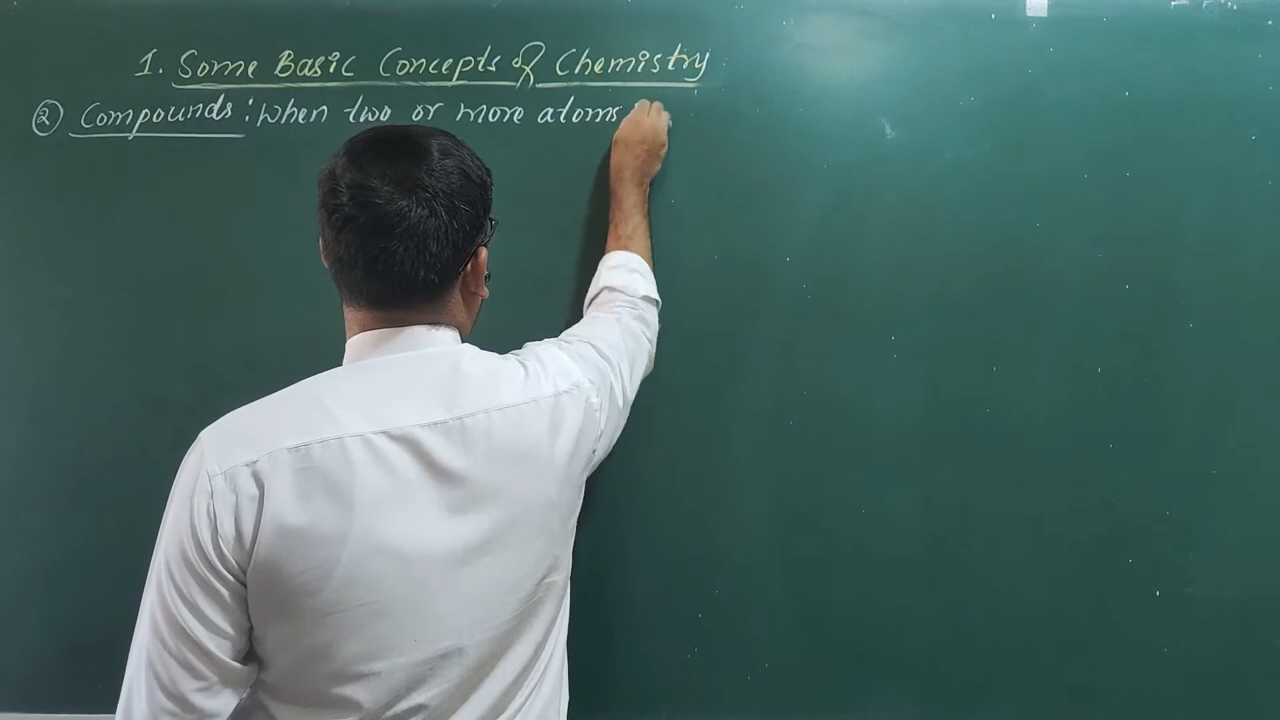 1. Some Basic Concepts of Chemistry
② Compounds: When two or more atoms